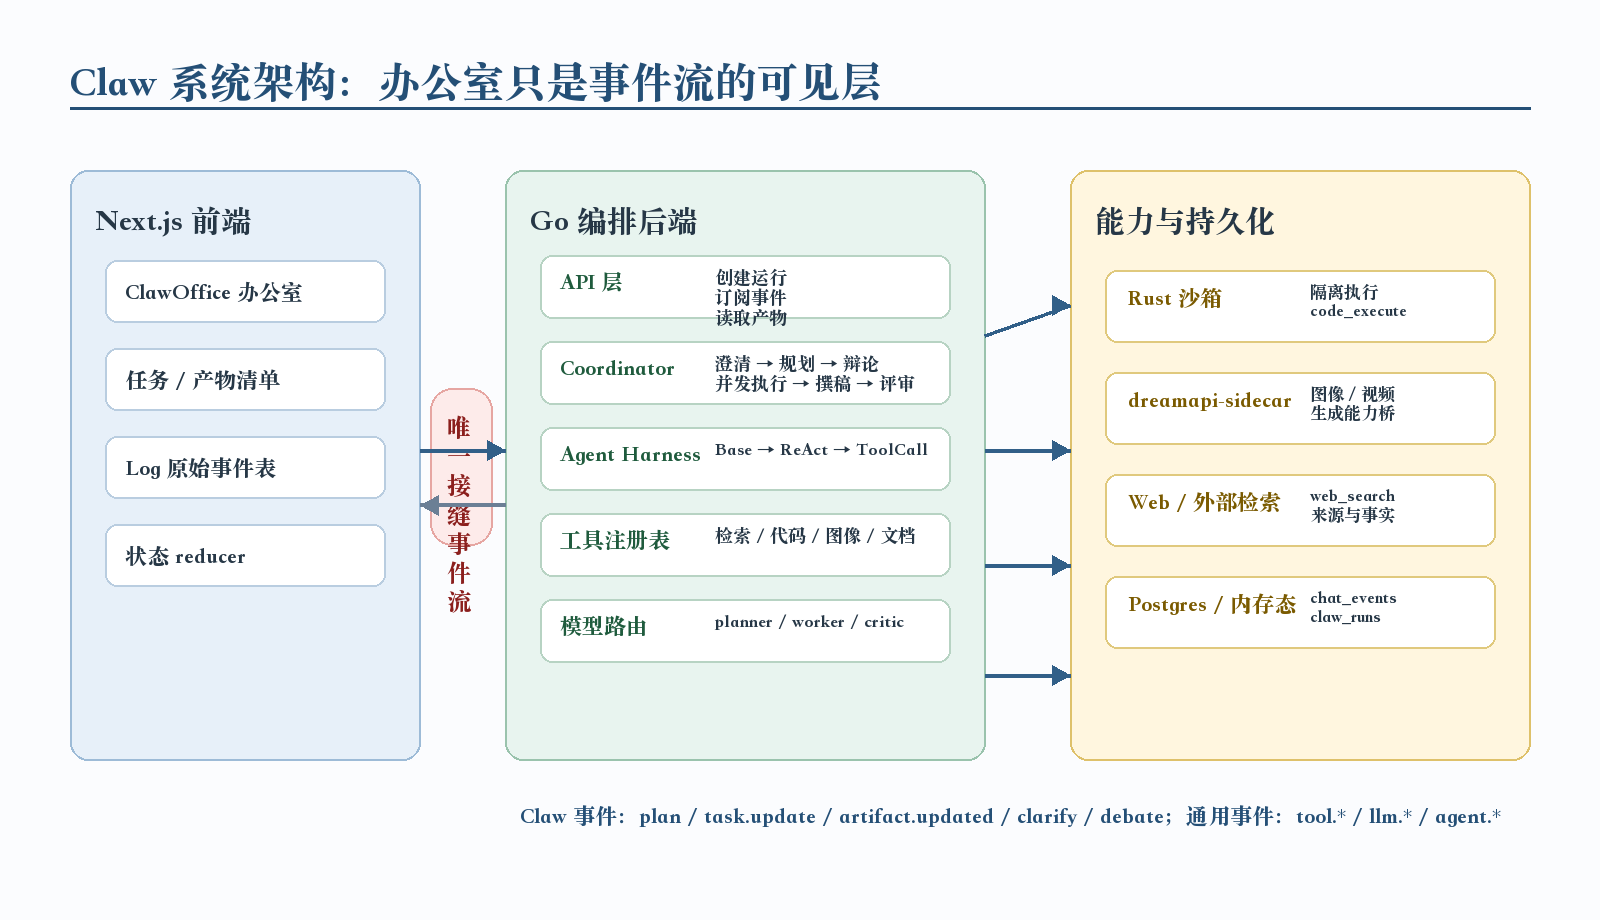 Claw 系统架构：办公室只是事件流的可见层
Next.js 前端
ClawOffice 办公室
任务 / 产物清单
Log 原始事件表
状态 reducer
唯一接缝事件流
Go 编排后端
API 层
创建运行
订阅事件
读取产物
Coordinator
澄清 → 规划 → 辩论
并发执行 → 撰稿 → 评审
Agent Harness
Base → ReAct → ToolCall
工具注册表
检索 / 代码 / 图像 / 文档
模型路由
planner / worker / critic
能力与持久化
Rust 沙箱
隔离执行
code_execute
dreamapi-sidecar
图像 / 视频
生成能力桥
Web / 外部检索
web_search
来源与事实
Postgres / 内存态
chat_events
claw_runs
Claw 事件：plan / task.update / artifact.updated / clarify / debate；通用事件：tool.* / llm.* / agent.*